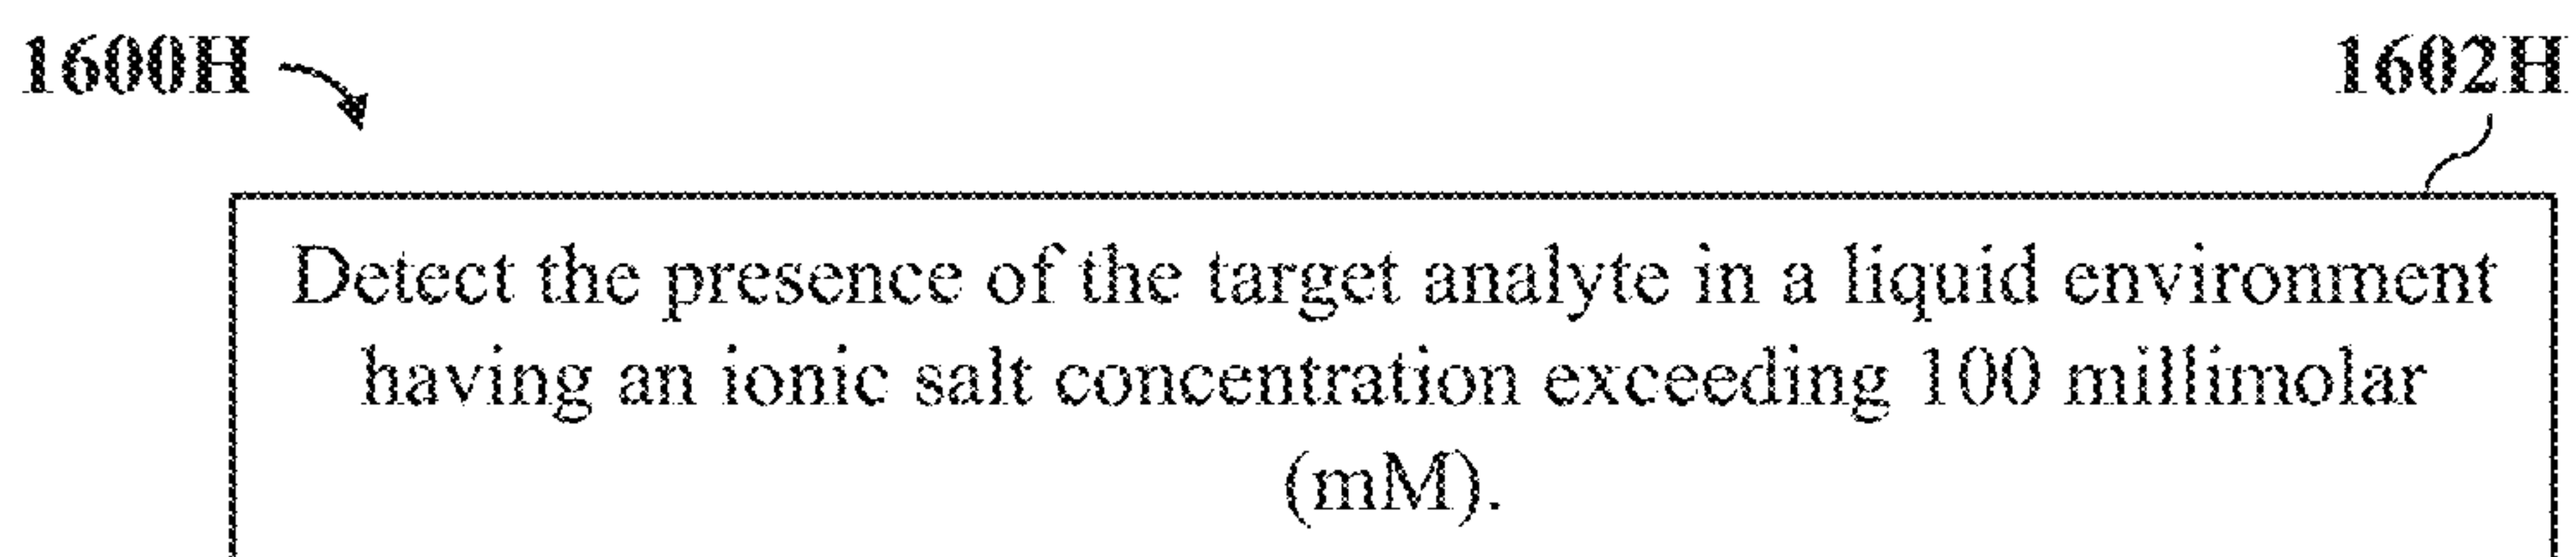 1600H 1602H
Detect the presence of the target analyte in a liquid environment
having an ionic salt concentration exceeding 100 millimolar
(mM).